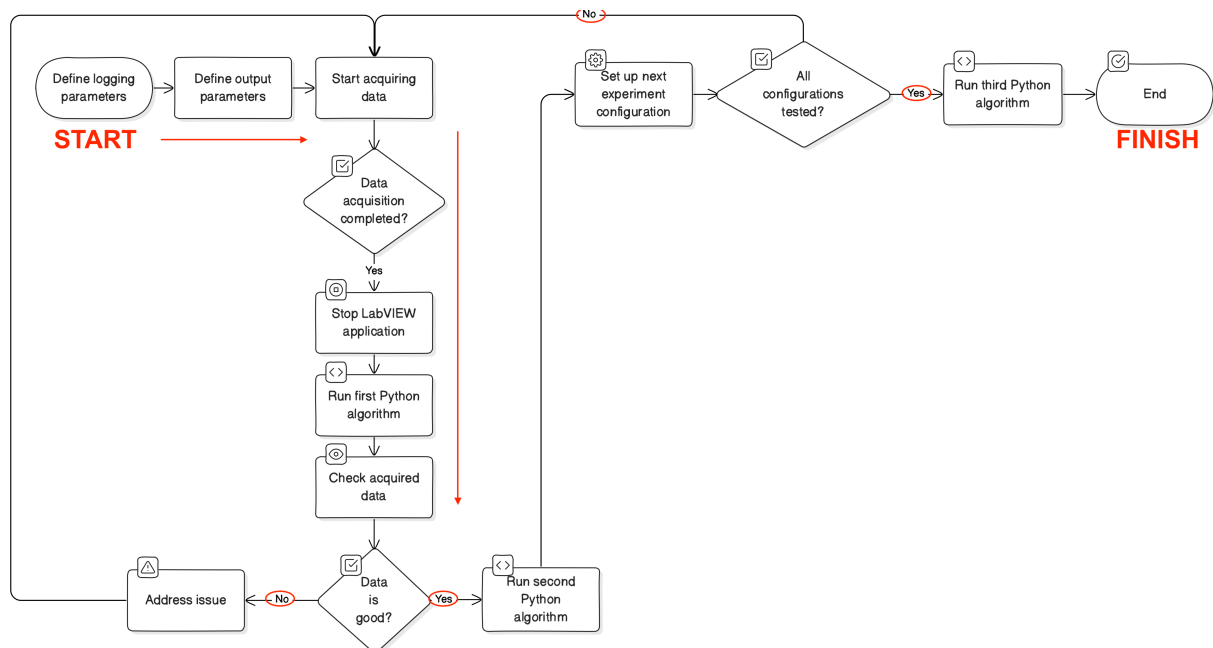 No
Define logging
parameters
Define output
parameters
Start acquiring
data
Set up next
experiment
configuration
All
configurations
tested?
Yes
Run third Python
algorithm
End
START
FINISH
Data
acquisition
completed?
Yes
Stop LabVIEW
application
Run first Python
algorithm
Check acquired
data
Address issue
No
Data
is
good?
Yes
Run second
Python
algorithm